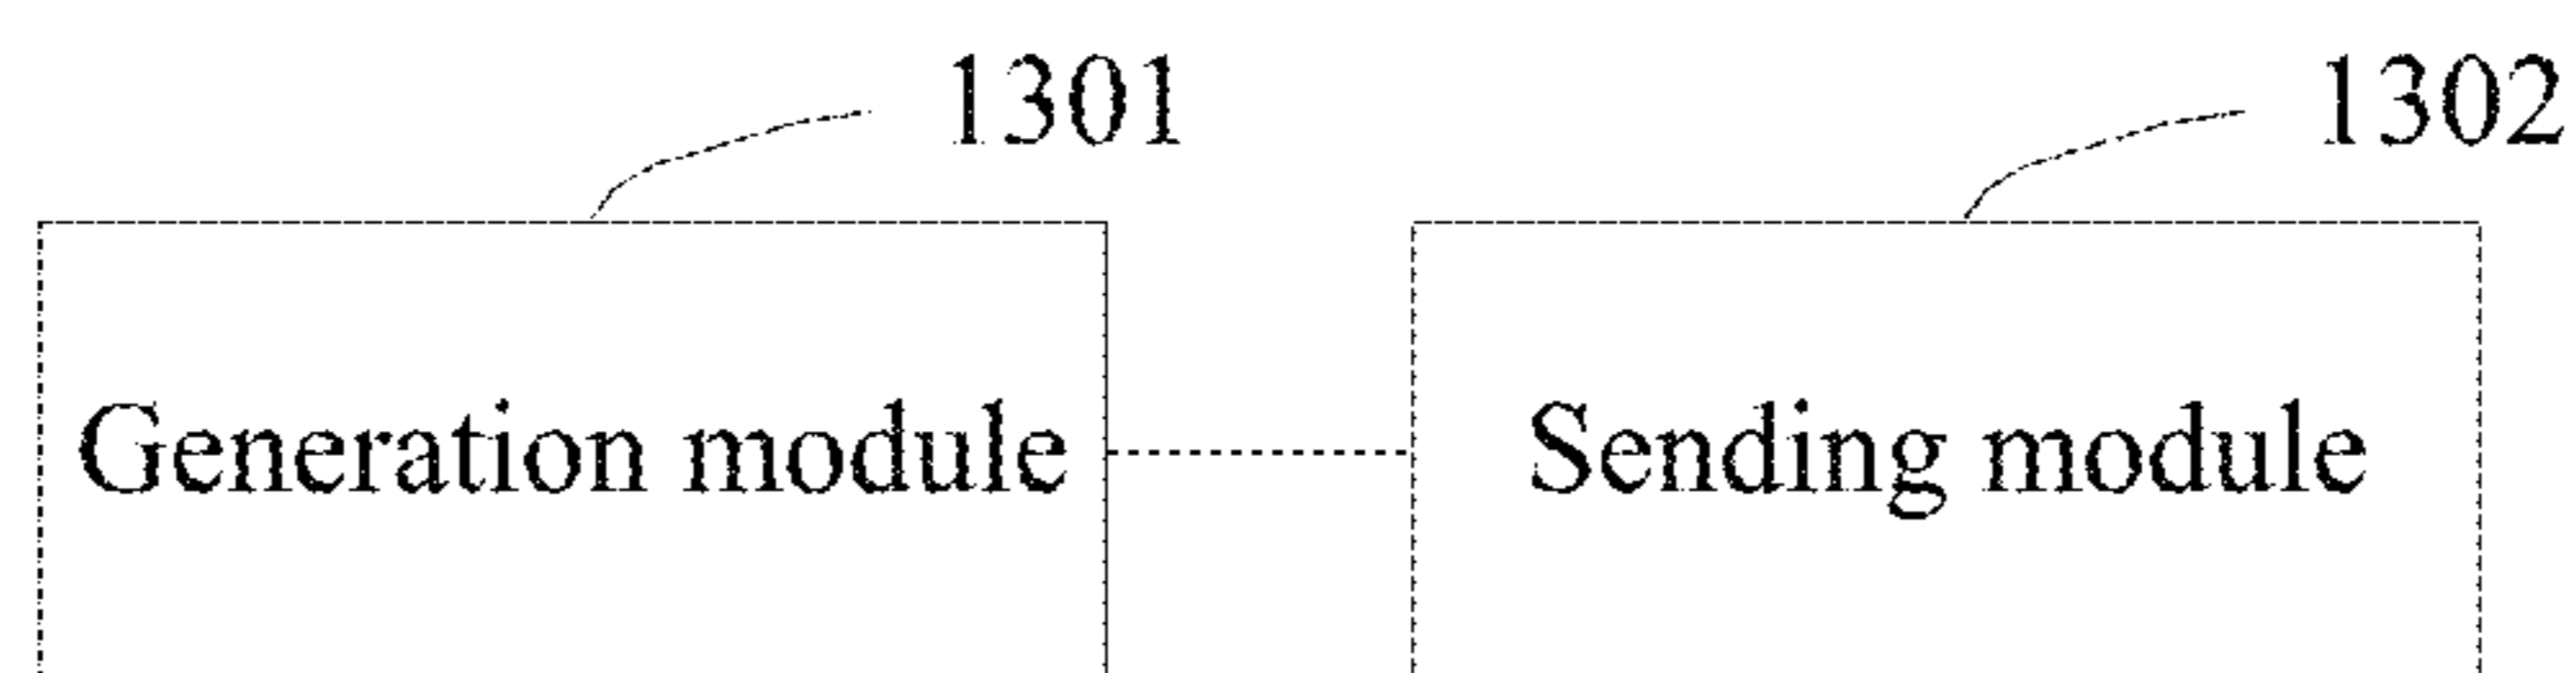 1301
1302
Generation module
Sending module